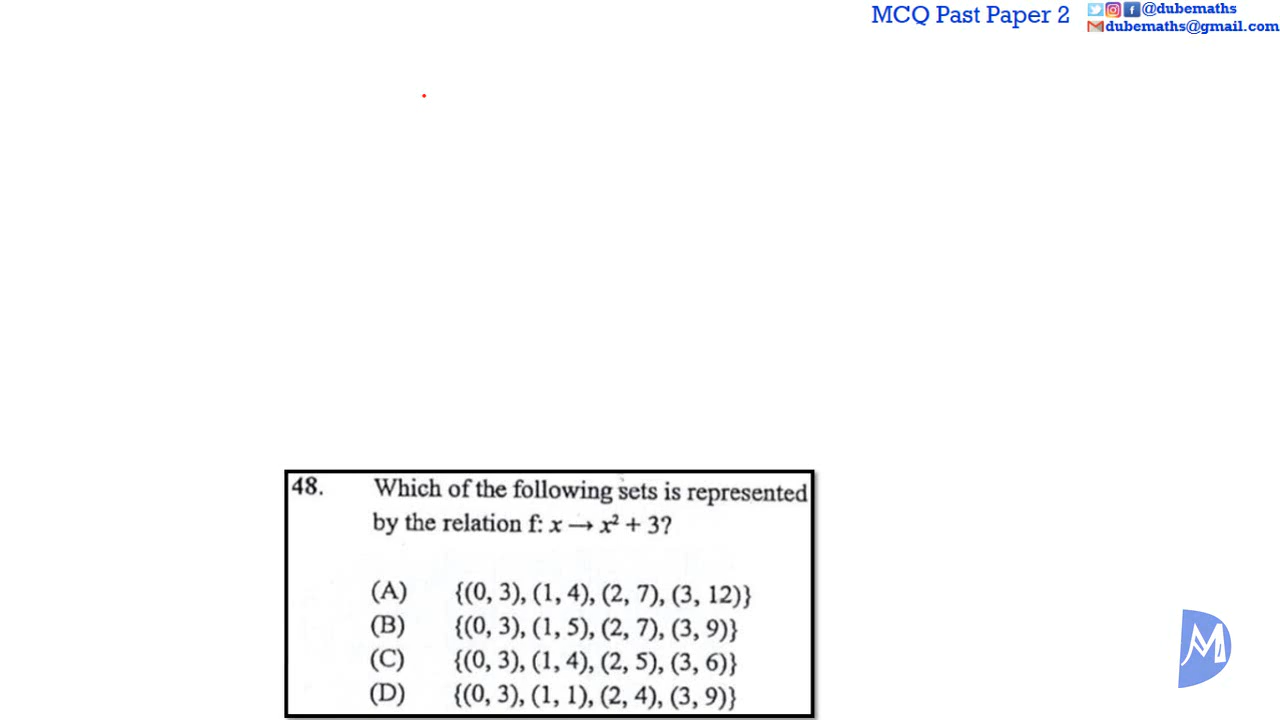 MCQ Past Paper 2
@dubemaths
dubemaths@gmail.com
48. Which of the following sets is represented
by the relation f: x → x² + 3?
(A) {(0, 3), (1, 4), (2, 7), (3, 12)}
(B) {(0, 3), (1, 5), (2, 7), (3, 9)}
(C) {(0, 3), (1, 4), (2, 5), (3, 6)}
(D) {(0, 3), (1, 1), (2, 4), (3, 9)}
M